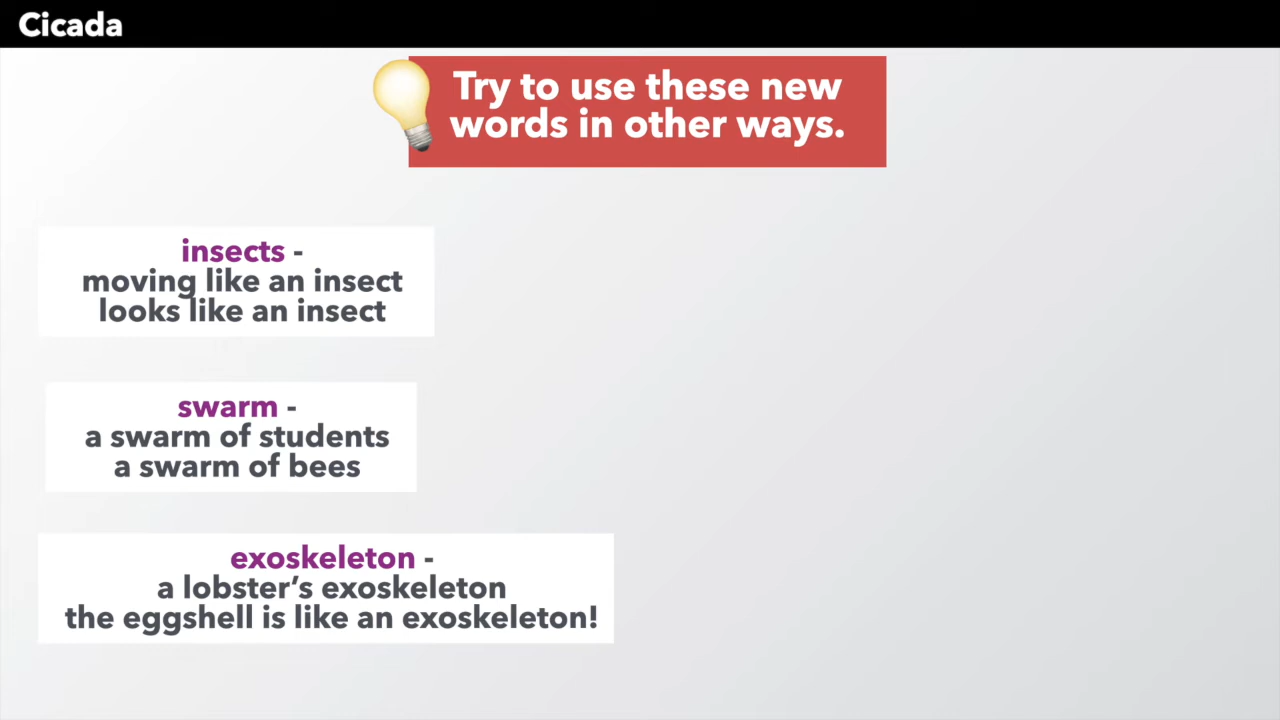 Cicada
Try to use these new
words in other ways.
insects -
moving like an insect
looks like an insect
swarm -
a swarm of students
a swarm of bees
exoskeleton -
a lobster’s exoskeleton
the eggshell is like an exoskeleton!